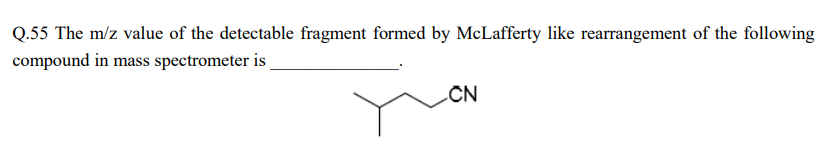 Q.55 The m/z value of the detectable fragment formed by McLafferty like rearrangement of the following
compound in mass spectrometer is _______________.
CN